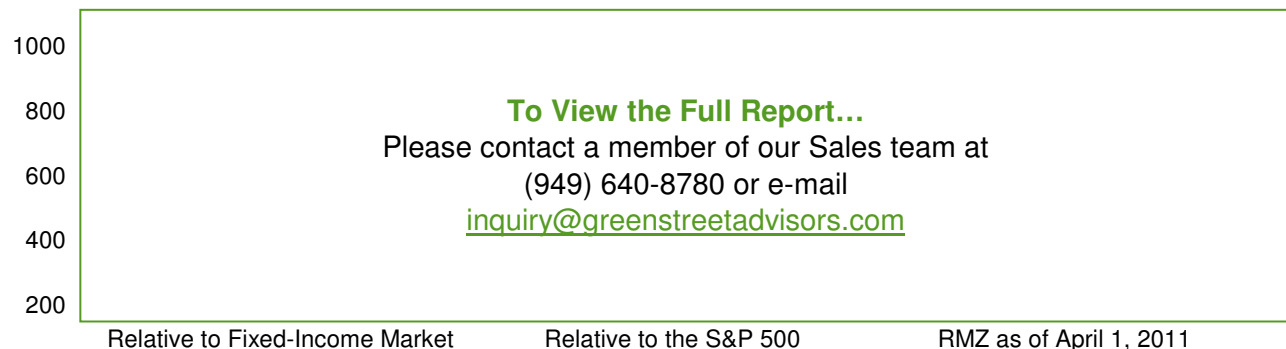 1000
800
To View the Full Report…
Please contact a member of our Sales team at
600
(949) 640-8780 or e-mail
inquiry@greenstreetadvisors.com
400
200
Relative to Fixed-Income Market Relative to the S&P 500 RMZ as of April 1, 2011